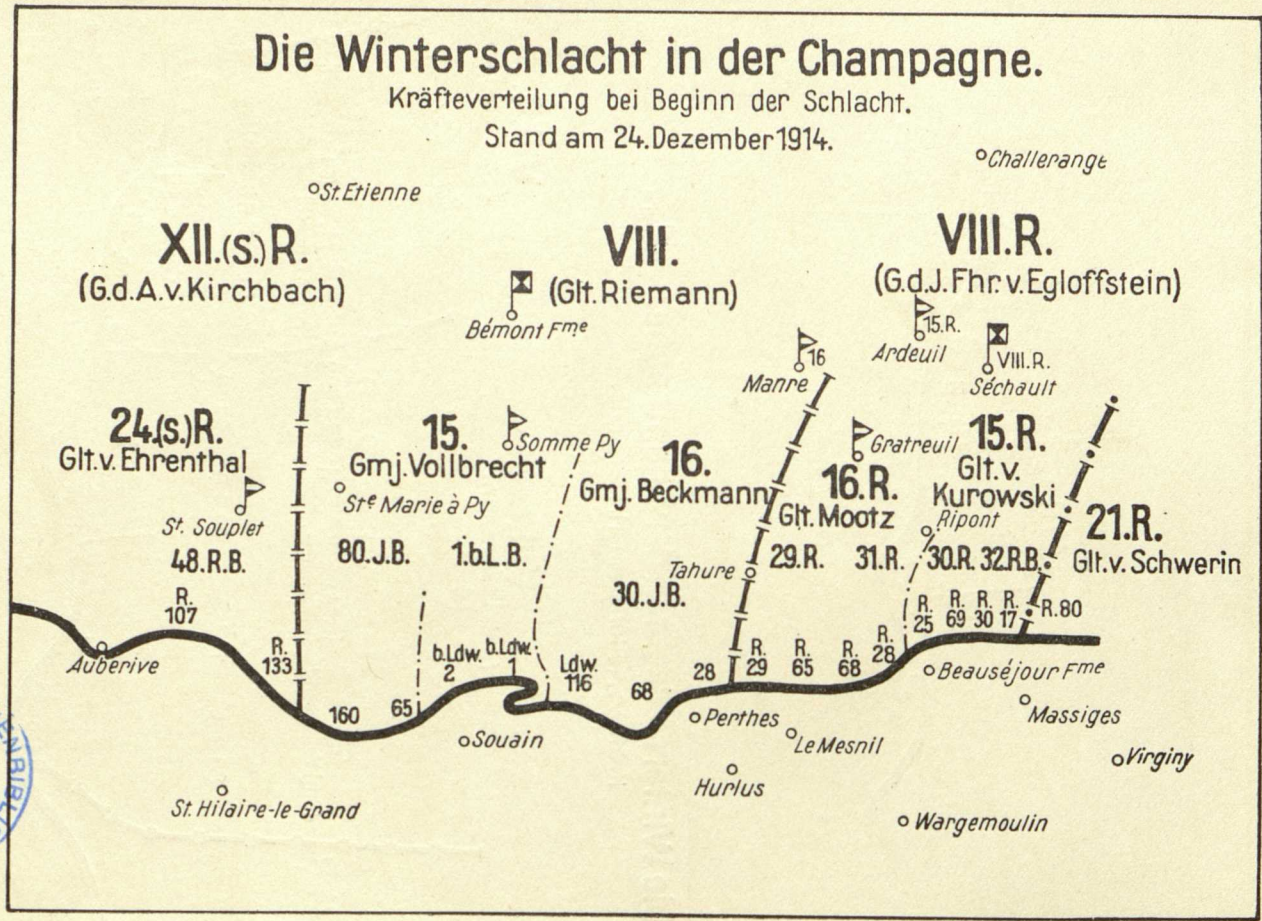 Die Winterschlacht in der Champagne.
Kräfteverteilung bei Beginn der Schlacht.
Stand am 24. Dezember 1914.
Challerange
St. Etienne
XII.(s.)R.
(G.d.A.v.Kirchbach)
VIII.
(Glt. Riemann)
Bémont Fme
VIII.R.
(G.d.J. Fhr. v. Egloffstein)
15.R.
Ardeuil
VIII.R.
Séchault
16
Manre
24.(s.)R.
Glt.v. Ehrenthal
St. Souplet
48.R.B.
15.
Gmj. Vollbrecht
Somme Py
Ste Marie à Py
80.J.B.
1.b.L.B.
16.
Gmj. Beckmann
Tahure
30.J.B.
Gratreuil
16.R.
Glt. Mootz
29.R.
31.R.
15.R.
Glt. v.
Kurowski
Ripont
30.R.
32.R.B.
21.R.
Glt.v. Schwerin
R.
107
R.
133
Auberive
160
65
b.Ldw.
2
b.Ldw.
1
Ldw.
116
68
28
R.
29
R.
65
R.
68
R.
28
R.
25
R.
69
R.
30
R.
17
R.80
Beauséjour Fme
Massiges
Virginy
Perthes
Le Mesnil
Hurlus
Souain
St. Hilaire-le-Grand
Wargemoulin